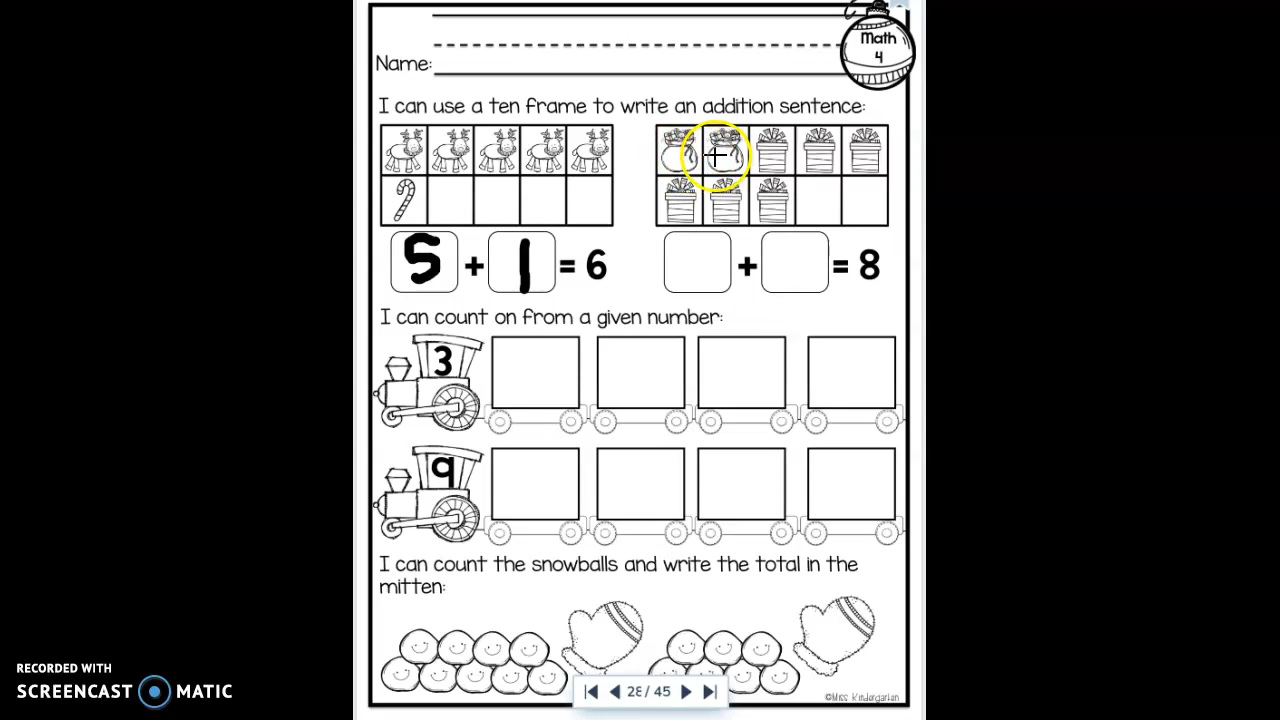 Math
4
Name:
I can use a ten frame to write an addition sentence:
5 + 1 = 6
+ = 8
I can count on from a given number:
3
9
I can count the snowballs and write the total in the
mitten:
28 / 45
©Miss Kindergarten
RECORDED WITH
SCREENCAST MATIC